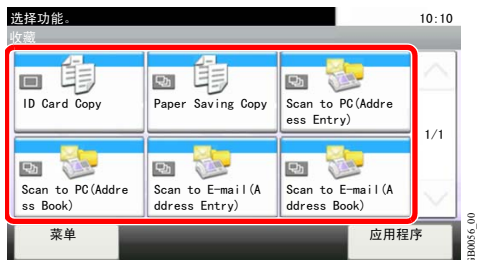 选择功能。 10:10
收藏
ID Card Copy
Paper Saving Copy
Scan to PC(Addre
ess Entry)
1/1
Scan to PC(Addre
ss Book)
Scan to E-mail(A
ddress Entry)
Scan to E-mail(A
ddress Book)
菜单
应用程序
GB0056_00